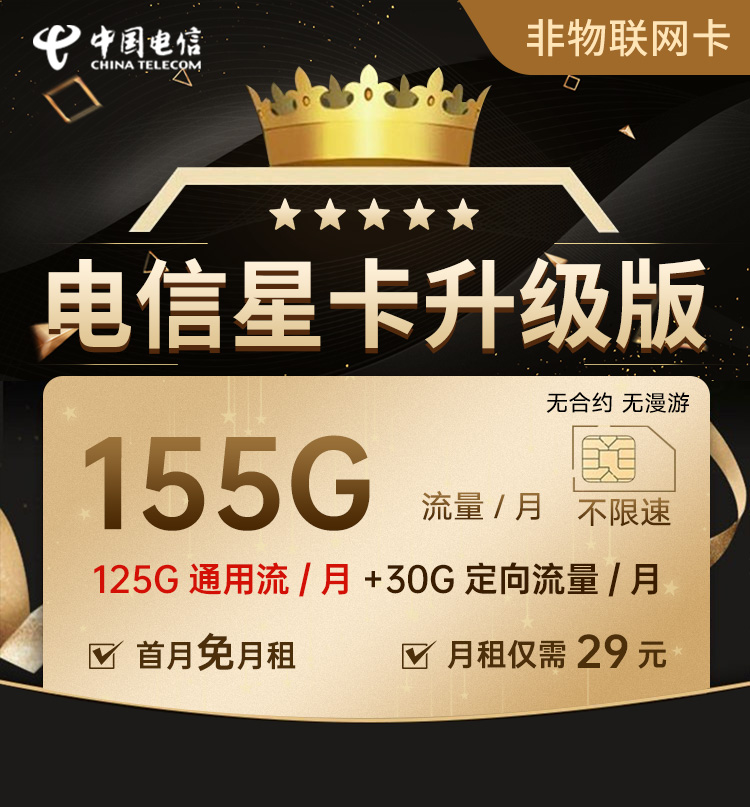 中国电信
CHINA TELECOM
非物联网卡
电信星卡升级版
无合约 无漫游
155G 流量/月
不限速
125G 通用流/月+30G 定向流量/月
首月免月租
月租仅需 29 元